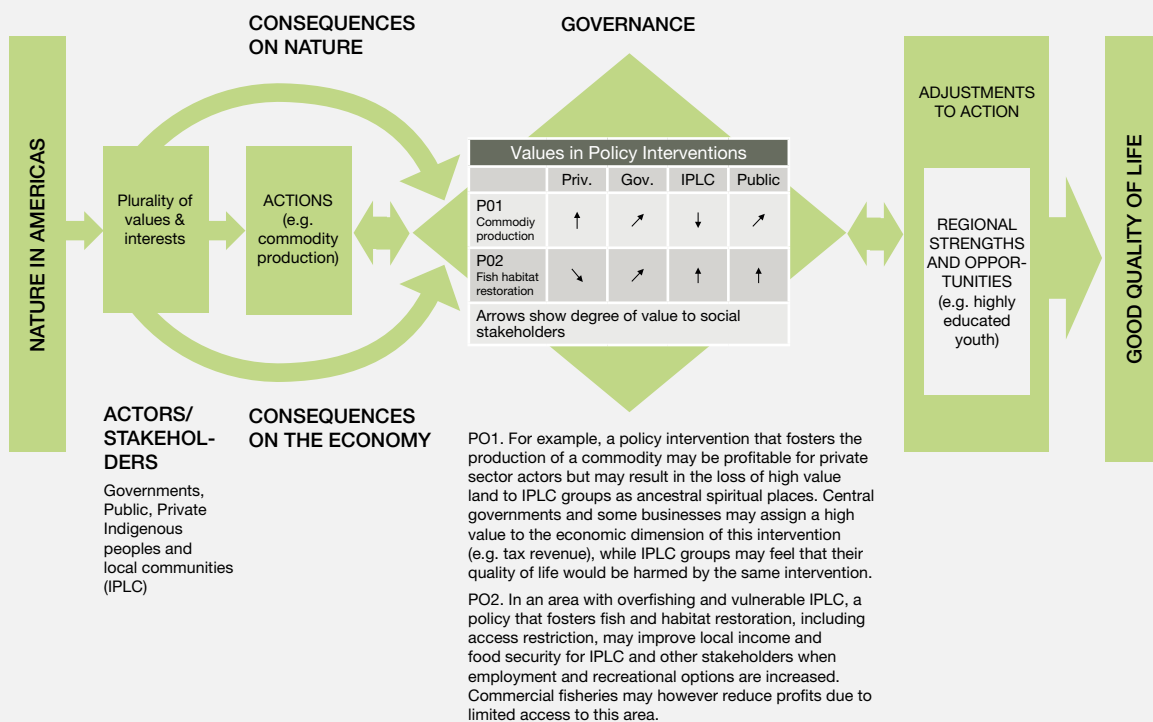 CONSEQUENCES
ON NATURE
GOVERNANCE
NATURE IN AMERICAS
Plurality of
values &
interests
ACTIONS
(e.g.
commodity
production)
Values in Policy Interventions
Priv. Gov. IPLC Public
P01
Commodiy
production
↑ ↗ ↓ ↗
P02
Fish habitat
restoration
↘ ↗ ↑ ↑
Arrows show degree of value to social
stakeholders
ADJUSTMENTS
TO ACTION
REGIONAL
STRENGTHS
AND OPPOR-
TUNITIES
(e.g. highly
educated
youth)
GOOD QUALITY OF LIFE
ACTORS/
STAKEHOL-
DERS
Governments,
Public, Private
Indigenous
peoples and
local communities
(IPLC)
CONSEQUENCES
ON THE ECONOMY
PO1. For example, a policy intervention that fosters the
production of a commodity may be profitable for private
sector actors but may result in the loss of high value
land to IPLC groups as ancestral spiritual places. Central
governments and some businesses may assign a high
value to the economic dimension of this intervention
(e.g. tax revenue), while IPLC groups may feel that their
quality of life would be harmed by the same intervention.
PO2. In an area with overfishing and vulnerable IPLC, a
policy that fosters fish and habitat restoration, including
access restriction, may improve local income and
food security for IPLC and other stakeholders when
employment and recreational options are increased.
Commercial fisheries may however reduce profits due to
limited access to this area.